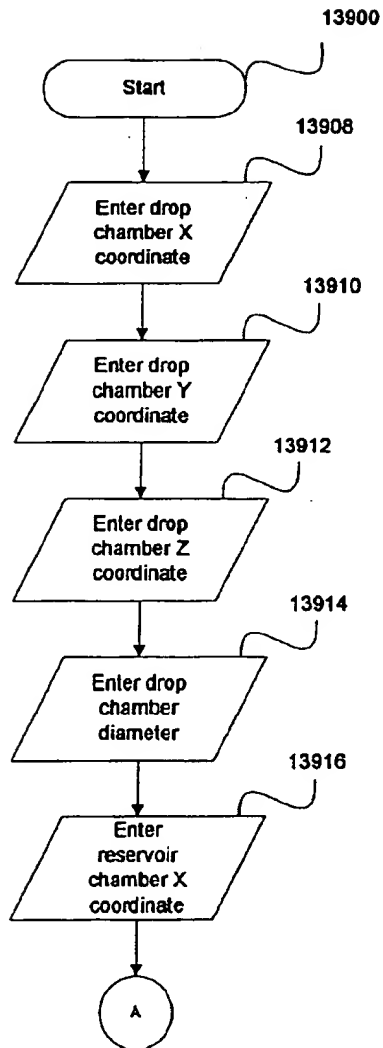 13900
Start
13908
Enter drop
chamber X
coordinate
13910
Enter drop
chamber Y
coordinate
13912
Enter drop
chamber Z
coordinate
13914
Enter drop
chamber
diameter
13916
Enter
reservoir
chamber X
coordinate
A